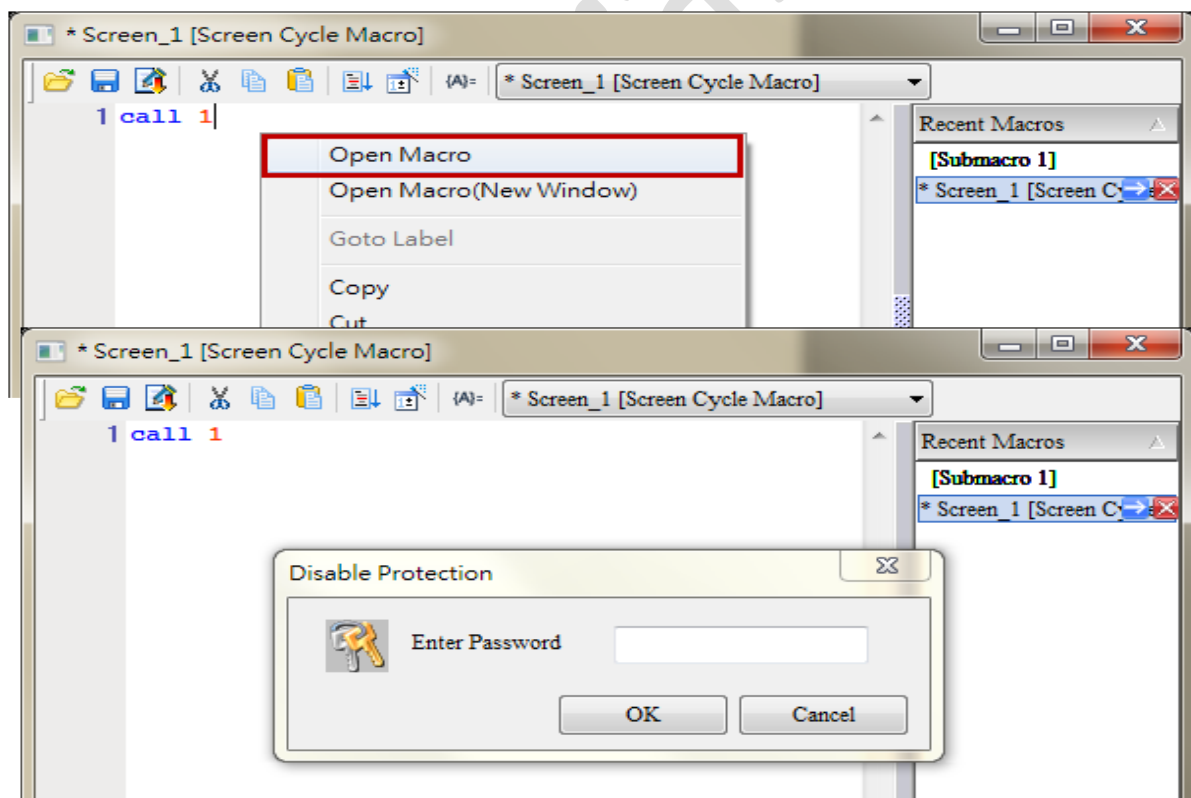 * Screen_1 [Screen Cycle Macro]
{A}= * Screen_1 [Screen Cycle Macro]
1 call 1
Recent Macros
[Submacro 1]
* Screen_1 [Screen Cy
Open Macro
Open Macro(New Window)
Goto Label
Copy
Cut
* Screen_1 [Screen Cycle Macro]
{A}= * Screen_1 [Screen Cycle Macro]
1 call 1
Recent Macros
[Submacro 1]
* Screen_1 [Screen Cy
Disable Protection
Enter Password
OK
Cancel